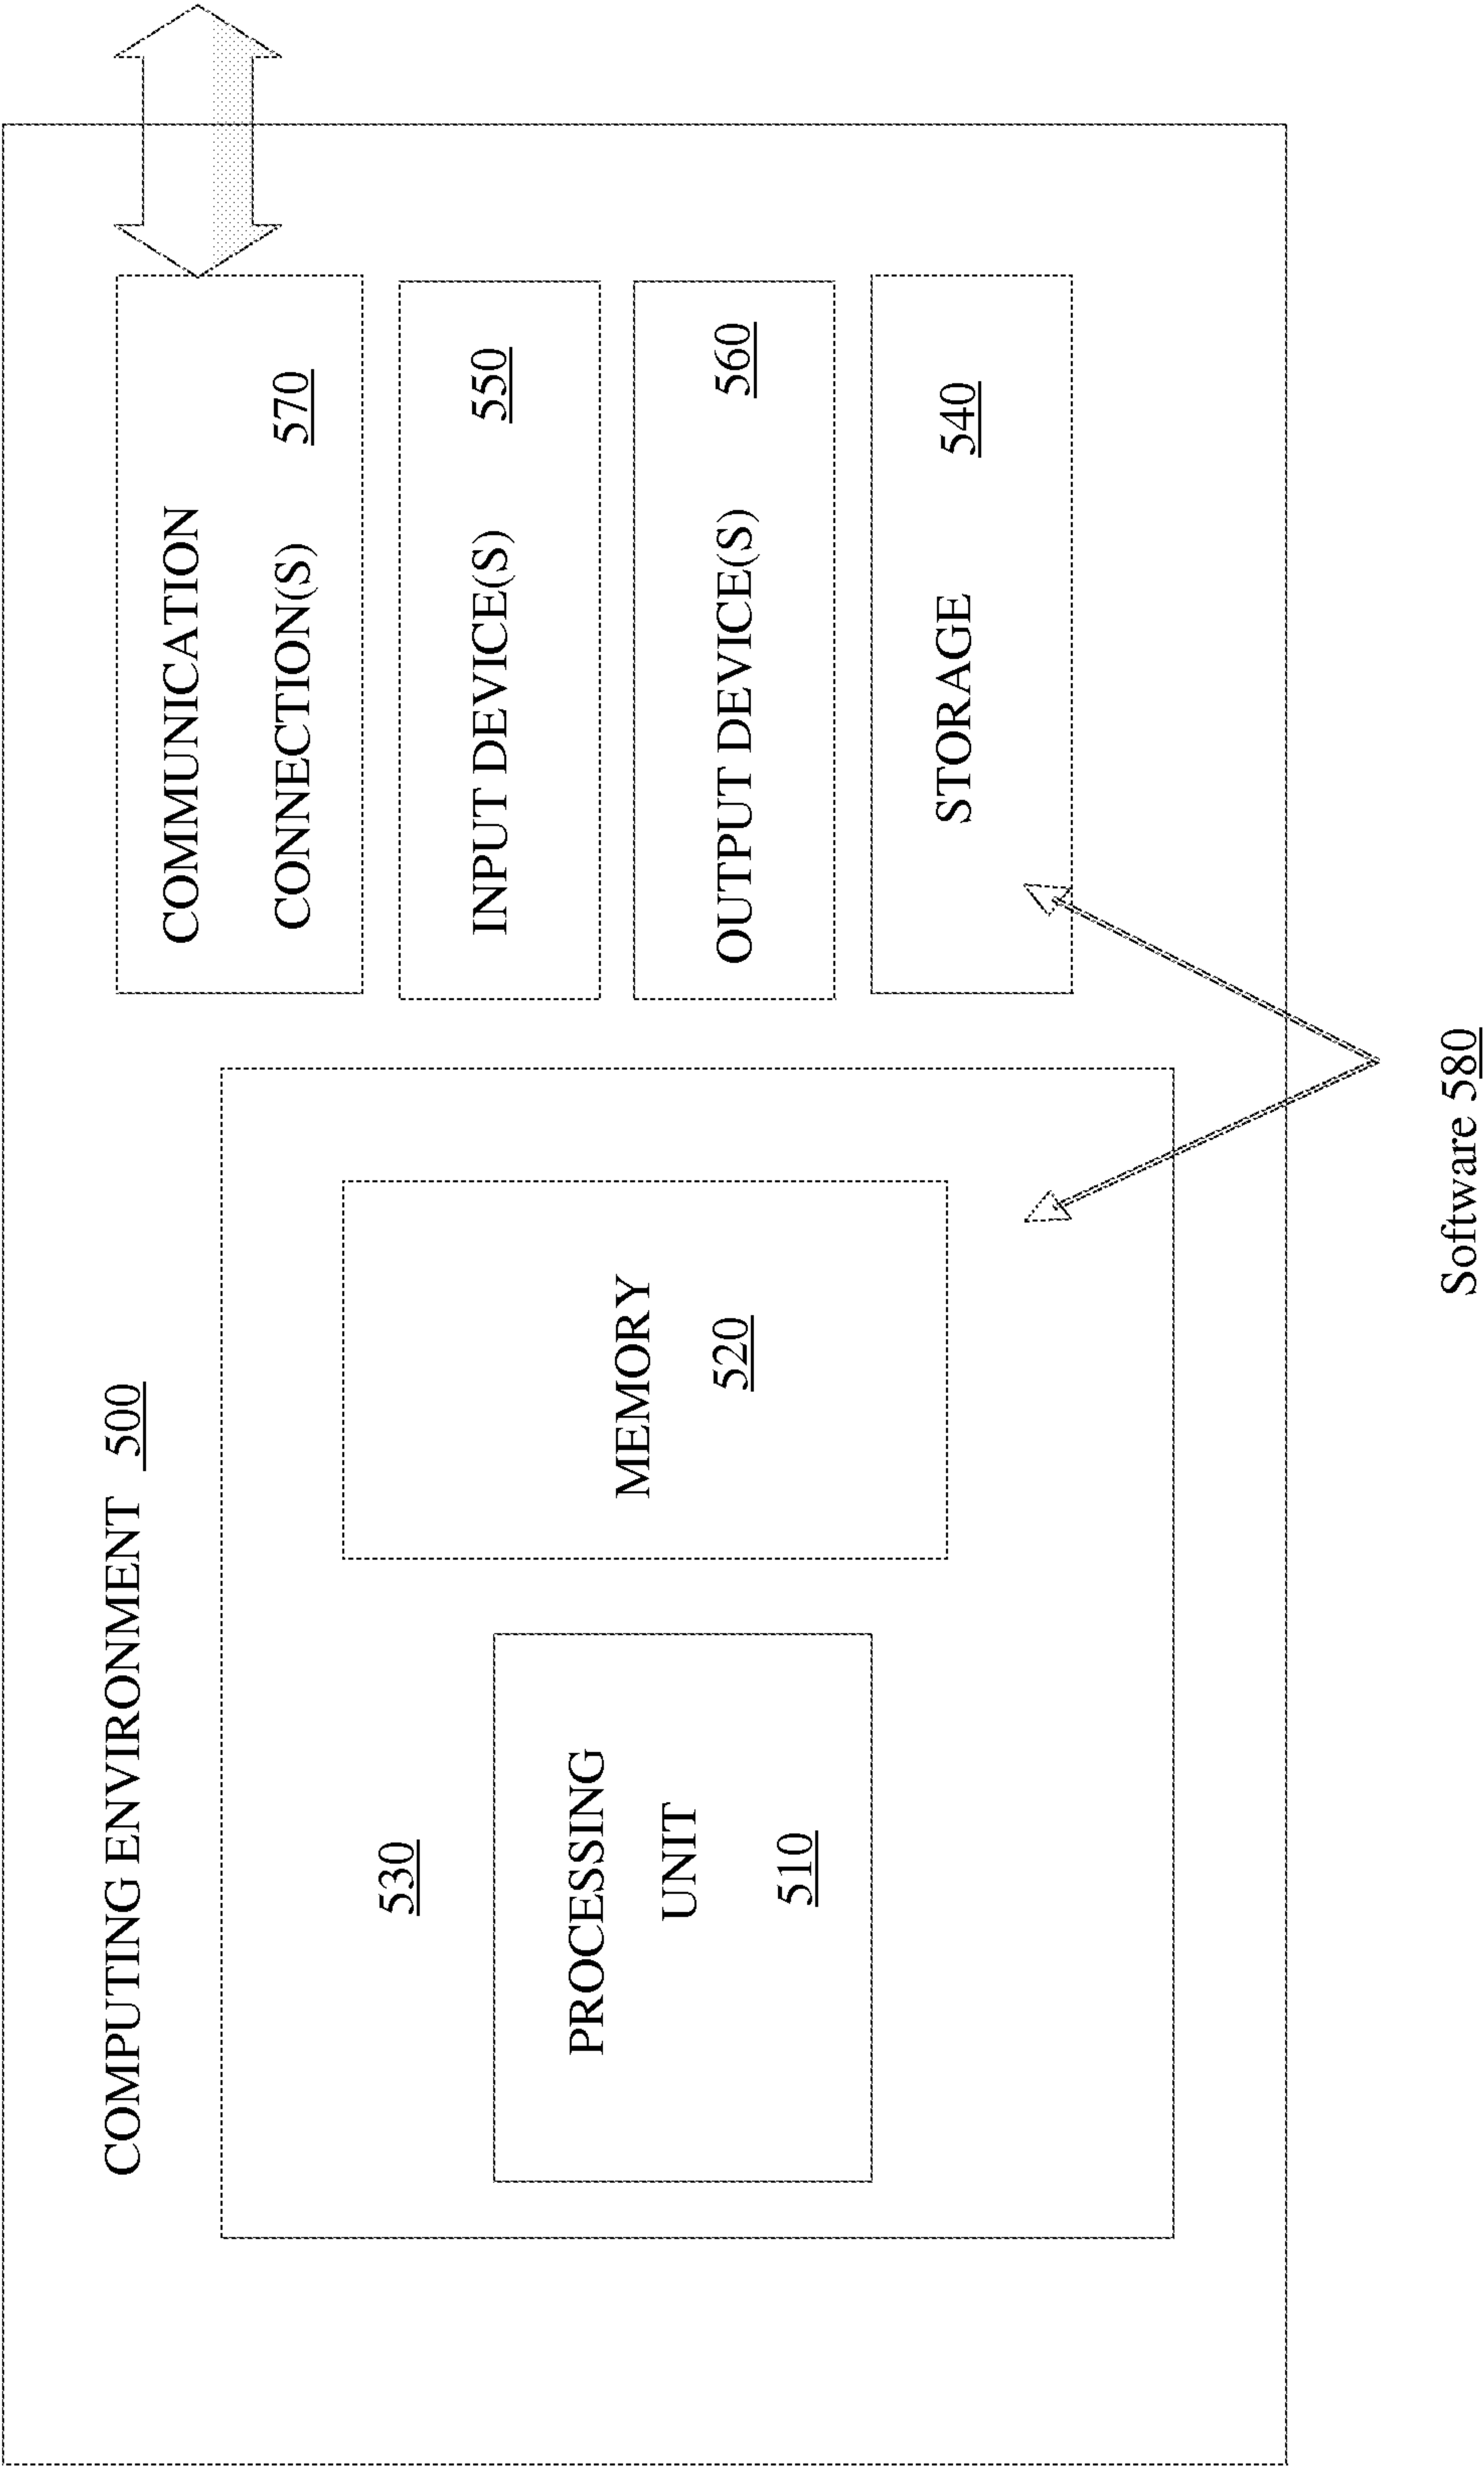 COMPUTING ENVIRONMENT 500
COMMUNICATION
CONNECTION(S) 570
530
INPUT DEVICE(S) 550
PROCESSING
UNIT
510
MEMORY
520
OUTPUT DEVICE(S) 560
STORAGE 540
Software 580